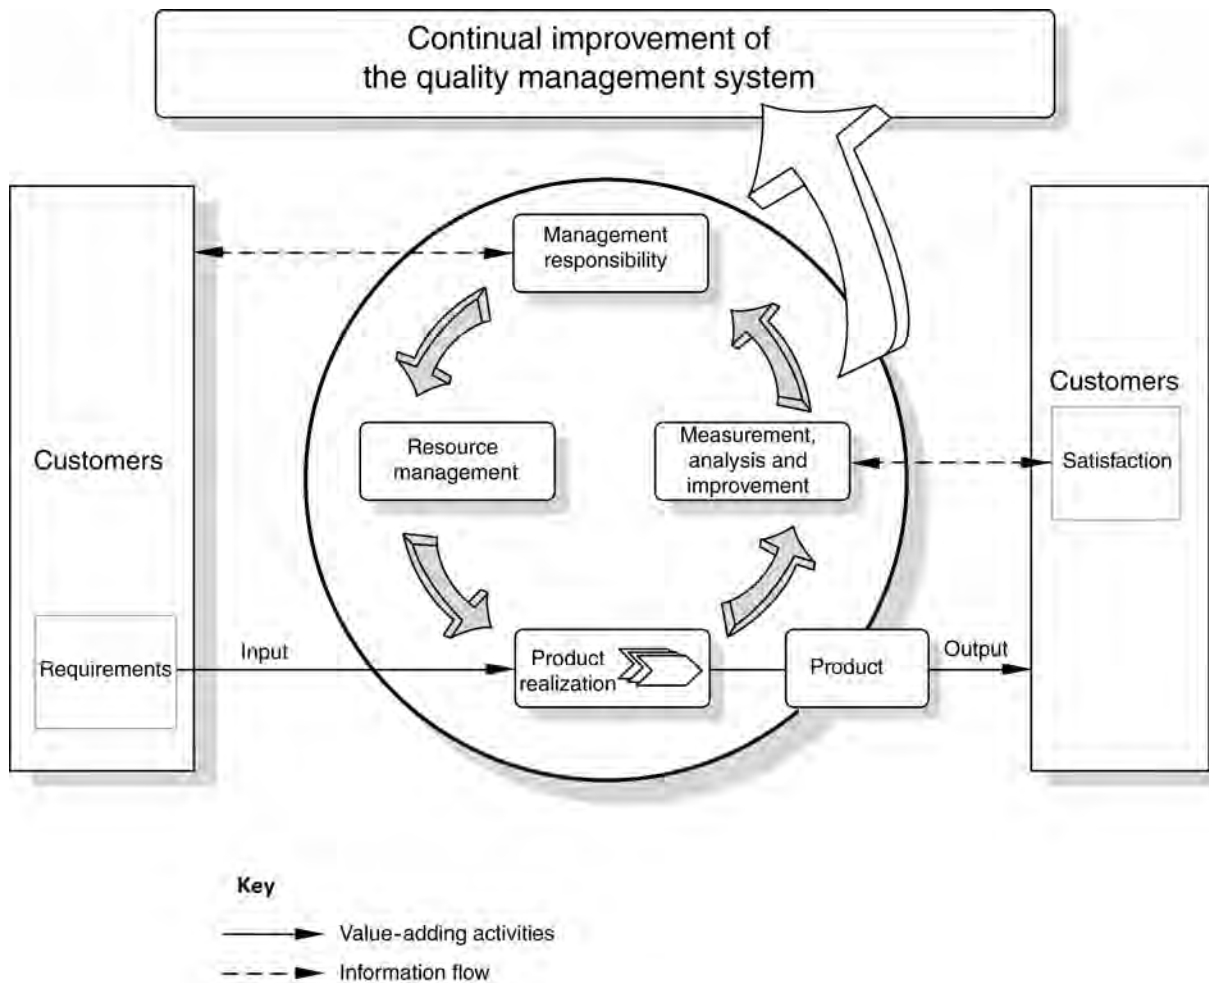 Continual improvement of
the quality management system
Management
responsibility
Customers
Resource
management
Measurement,
analysis and
improvement
Customers
Satisfaction
Requirements
Input
Product
realization
Product
Output
Key
Value-adding activities
Information flow